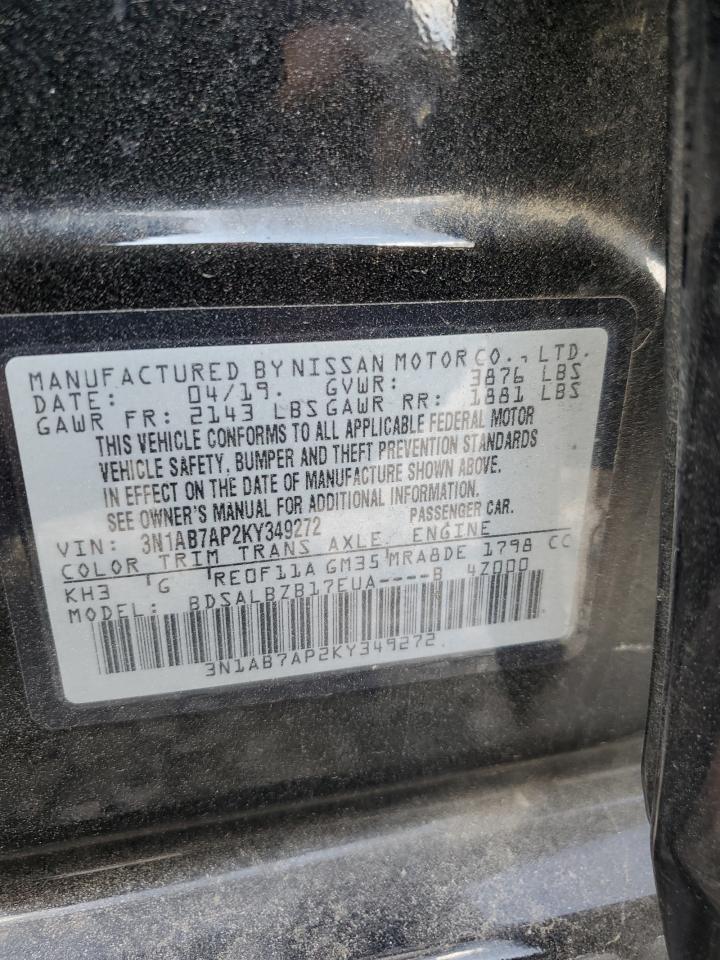 MANUFACTURED BY NISSAN MOTOR CO., LTD.
DATE: 04/19. GVWR: 3876 LBS
GAWR FR: 2143 LBS GAWR RR: 1881 LBS
THIS VEHICLE CONFORMS TO ALL APPLICABLE FEDERAL MOTOR
VEHICLE SAFETY, BUMPER AND THEFT PREVENTION STANDARDS
IN EFFECT ON THE DATE OF MANUFACTURE SHOWN ABOVE.
SEE OWNER'S MANUAL FOR ADDITIONAL INFORMATION.
VIN: 3N1AB7AP2KY349272 PASSENGER CAR.
COLOR TRIM TRANS AXLE ENGINE
KH3 G RE0F11A GM35 MRA8DE 1798 CC
MODEL: BDSALBZB17EUA----B 4Z000
3N1AB7AP2KY349272